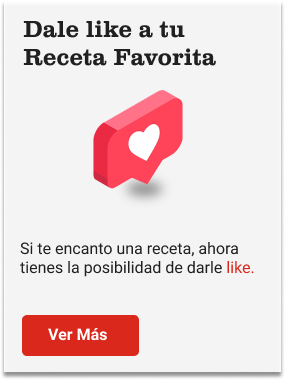 Dale like a tu
Receta Favorita
Si te encanto una receta, ahora
tienes la posibilidad de darle like.
Ver Más